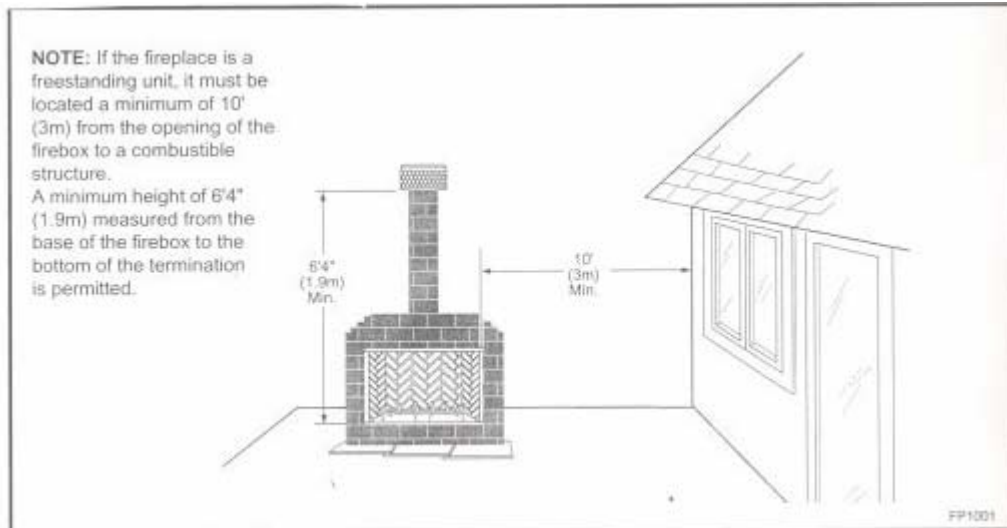 NOTE: If the fireplace is a
freestanding unit, it must be
located a minimum of 10'
(3m) from the opening of the
firebox to a combustible
structure.
A minimum height of 6'4"
(1.9m) measured from the
base of the firebox to the
bottom of the termination
is permitted.
6'4"
(1.9m)
Min.
10'
(3m)
Min.
FP1001